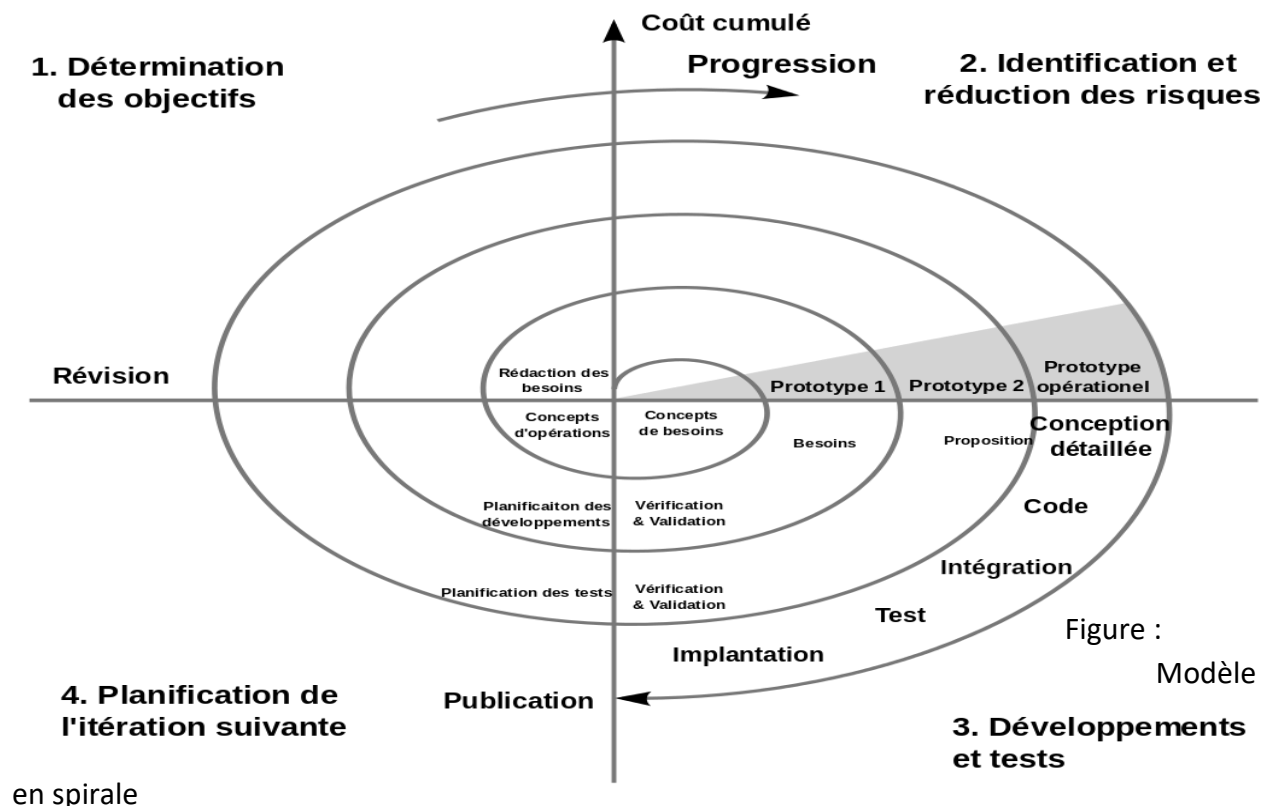 Coût cumulé
Progression
1. Détermination
des objectifs
2. Identification et
réduction des risques
Révision
Rédaction des
besoins
Prototype 1
Prototype 2
Prototype
opérationel
Concepts
d'opérations
Concepts
de besoins
Besoins
Proposition
Conception
détaillée
Planificaiton des
développements
Vérification
& Validation
Code
Intégration
Planification des tests
Vérification
& Validation
Test
Implantation
Publication
Figure :
Modèle
4. Planification de
l'itération suivante
3. Développements
et tests
en spirale